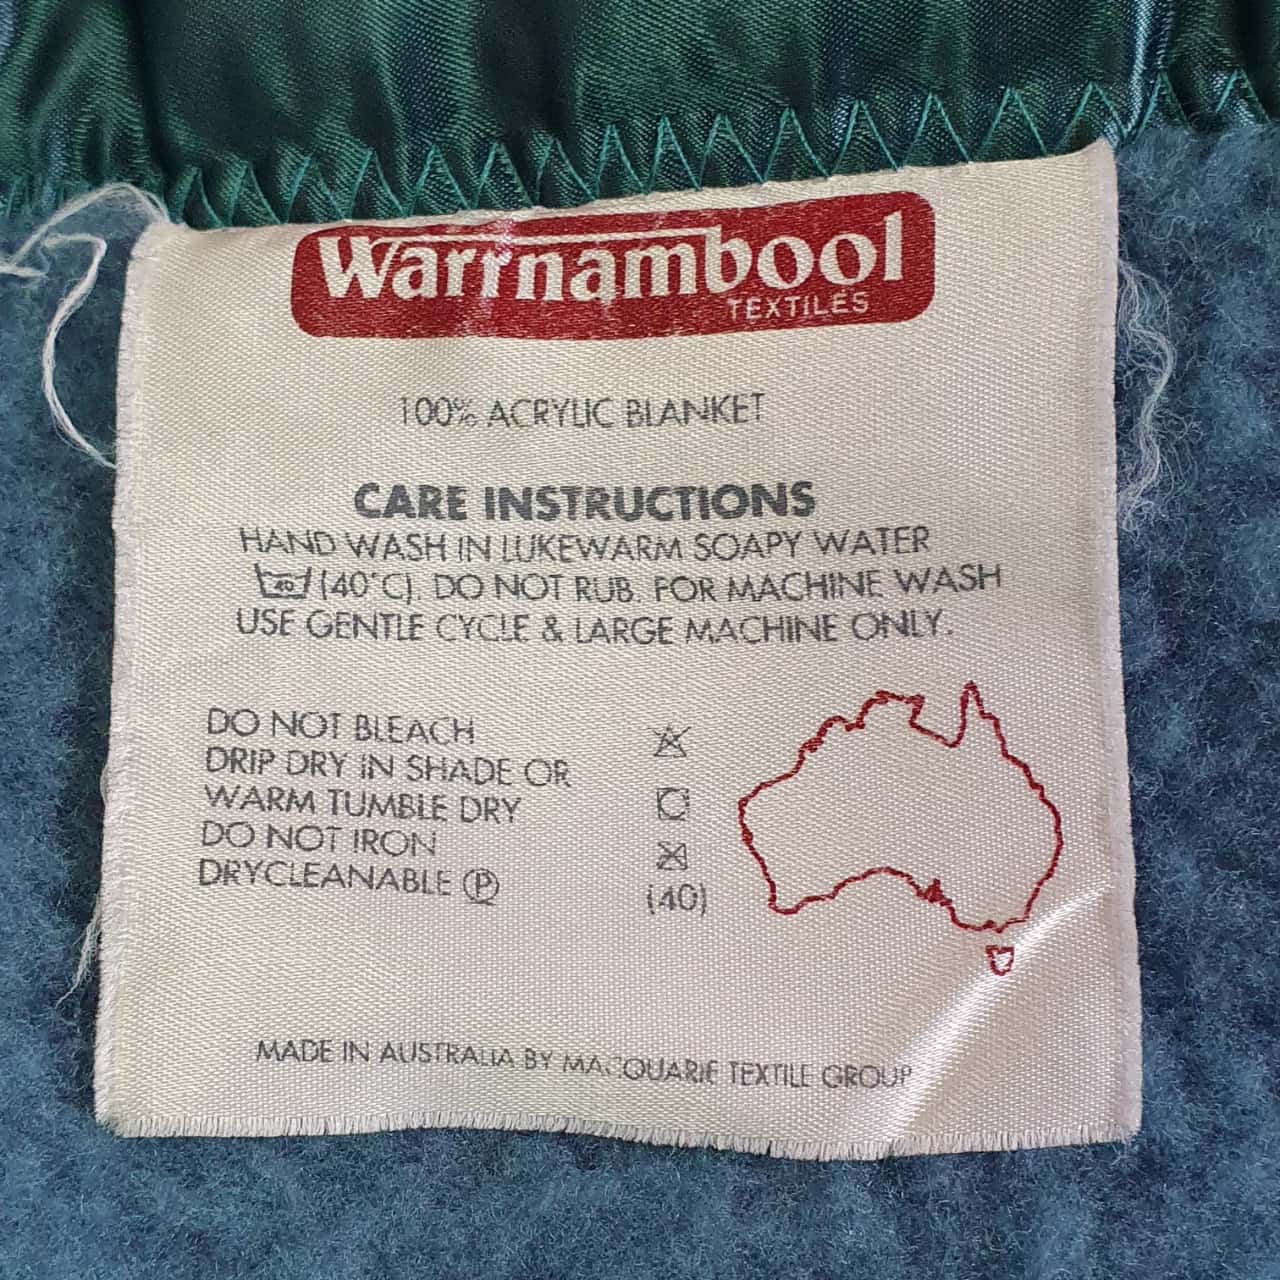 Warrnambool
TEXTILES
100% ACRYLIC BLANKET
CARE INSTRUCTIONS
HAND WASH IN LUKEWARM SOAPY WATER
40 (40°C). DO NOT RUB. FOR MACHINE WASH
USE GENTLE CYCLE & LARGE MACHINE ONLY.
DO NOT BLEACH
DRIP DRY IN SHADE OR
WARM TUMBLE DRY
DO NOT IRON
DRYCLEANABLE Ⓟ (40)
MADE IN AUSTRALIA BY MACQUARIE TEXTILE GROUP